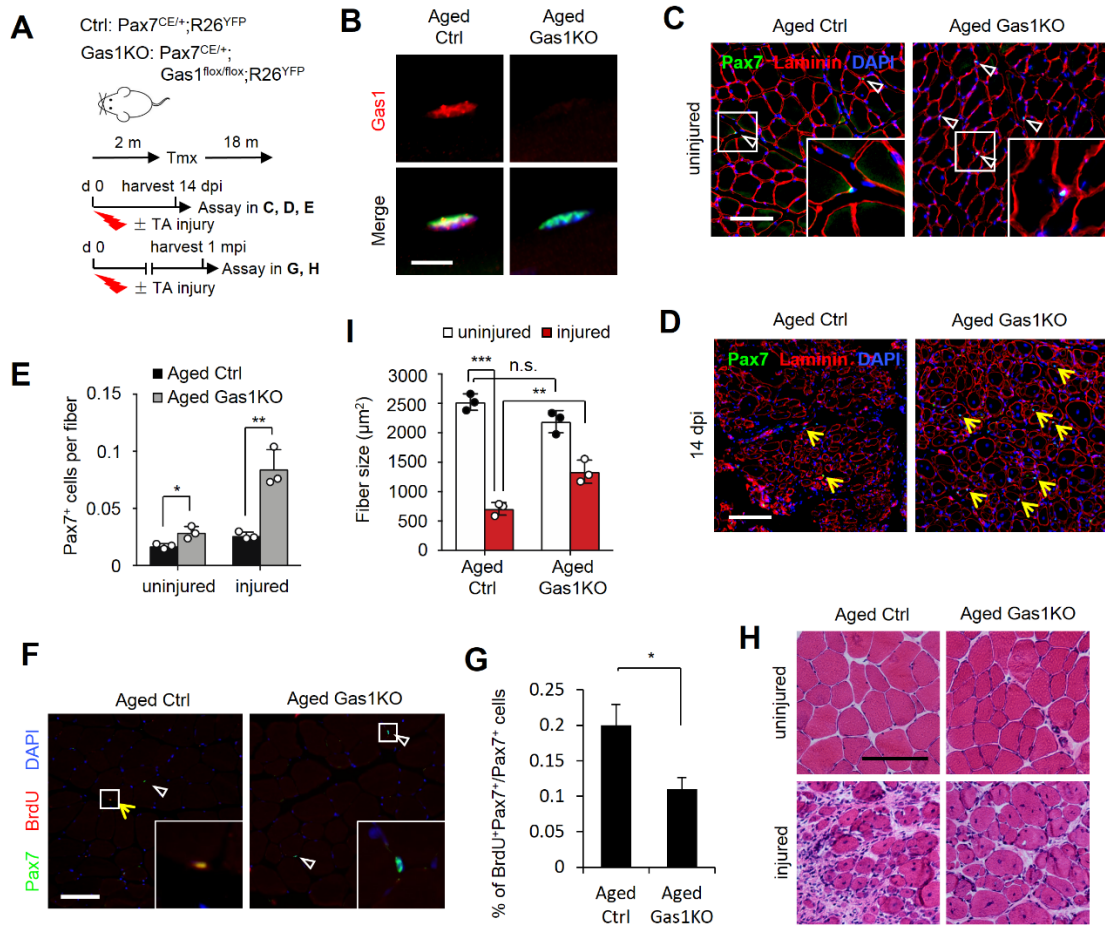 A
Ctrl: Pax7CE/+;R26YFP
Gas1KO: Pax7CE/+;
Gas1flox/flox;R26YFP
2 m Tmx 18 m
d 0 harvest 14 dpi
Assay in C, D, E
± TA injury
d 0 harvest 1 mpi
Assay in G, H
± TA injury
B
Aged Ctrl
Aged Gas1KO
Gas1
Merge
C
Aged Ctrl
Aged Gas1KO
Pax7 Laminin DAPI
uninjured
D
Aged Ctrl
Aged Gas1KO
Pax7 Laminin DAPI
14 dpi
E
Aged Ctrl
Aged Gas1KO
Pax7+ cells per fiber
0.15
0.1
0.05
0
*
**
uninjured
injured
I
uninjured
injured
Fiber size (µm²)
3000
2500
2000
1500
1000
500
0
***
n.s.
**
Aged Ctrl
Aged Gas1KO
F
Aged Ctrl
Aged Gas1KO
Pax7 BrdU DAPI
G
% of BrdU+Pax7+/Pax7+ cells
0.25
0.2
0.15
0.1
0.05
0
*
Aged Ctrl
Aged Gas1KO
H
Aged Ctrl
Aged Gas1KO
uninjured
injured